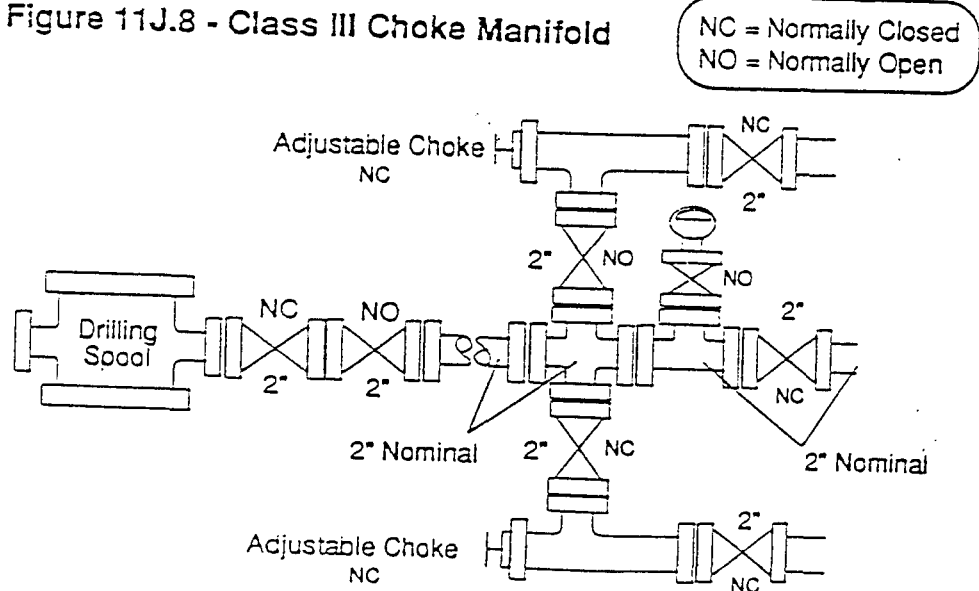 Figure 11J.8 - Class III Choke Manifold
NC = Normally Closed
NO = Normally Open
Adjustable Choke
NC
NC
2"
2"
NO
NO
Drilling
Spool
NC
NO
2"
2"
2"
NC
2" Nominal
2"
NC
2" Nominal
Adjustable Choke
NC
2"
NC